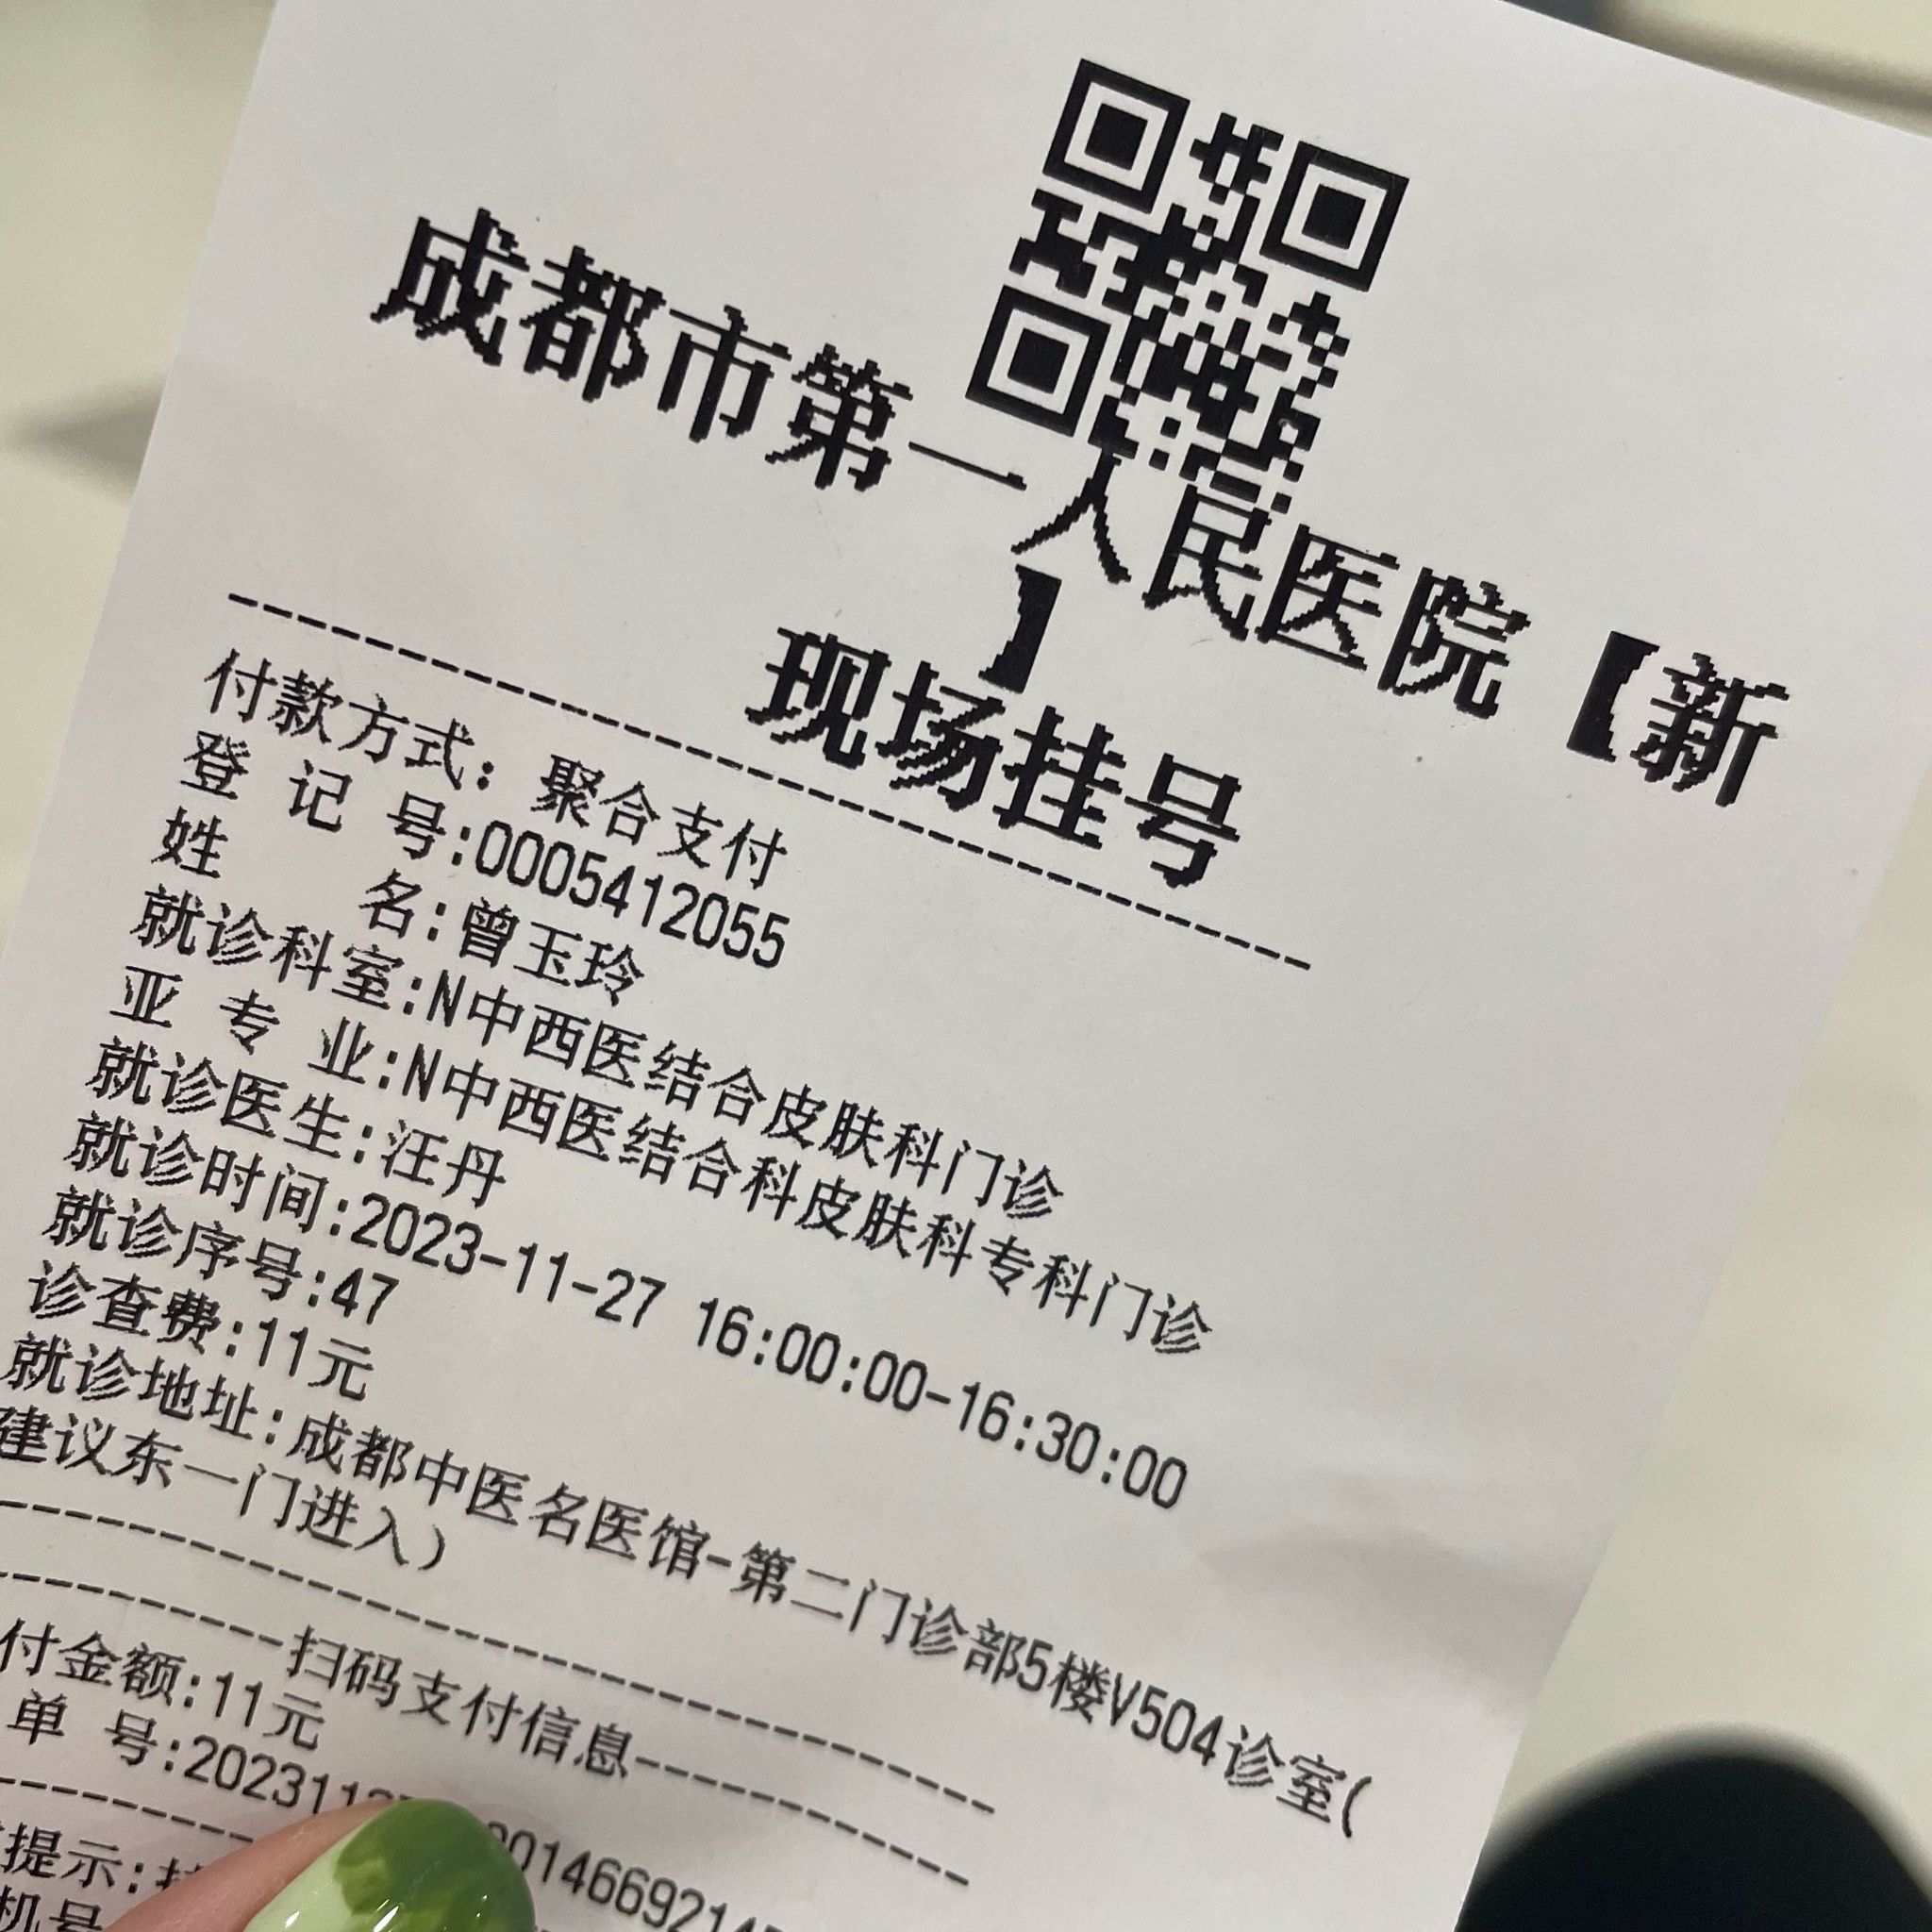 成都市第一人民医院【新
】
现场挂号
付款方式：聚合支付
登 记 号:0005412055
姓 名:曾玉玲
就诊科室:N中西医结合皮肤科门诊
亚 专 业:N中西医结合科皮肤科专科门诊
就诊医生:汪丹
就诊时间:2023-11-27 16:00:00-16:30:00
就诊序号:47
诊查费:11元
就诊地址:成都中医名医馆-第二门诊部5楼V504诊室(
建议东一门进入)
扫码支付信息
付金额:11元
单 号:202311
提示:
机号